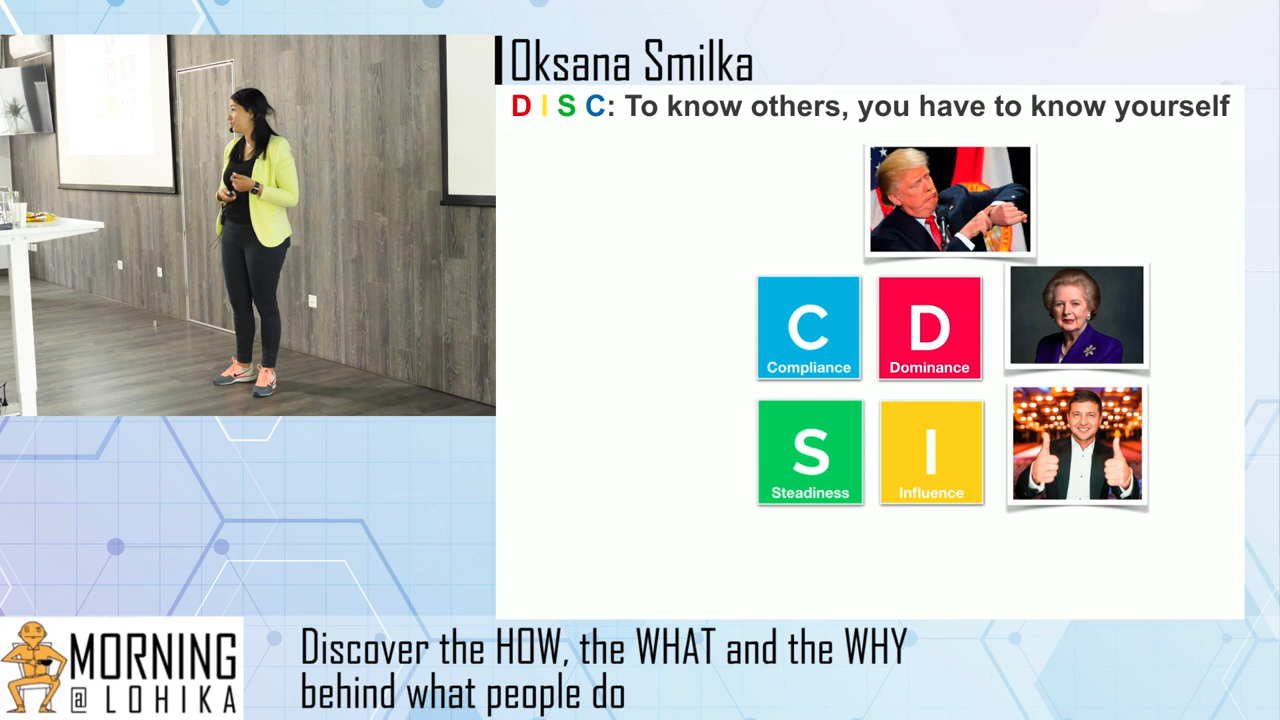 Oksana Smilka
D I S C: To know others, you have to know yourself
C
Compliance
D
Dominance
S
Steadiness
I
Influence
MORNING
@ LOHIKA
Discover the HOW, the WHAT and the WHY
behind what people do